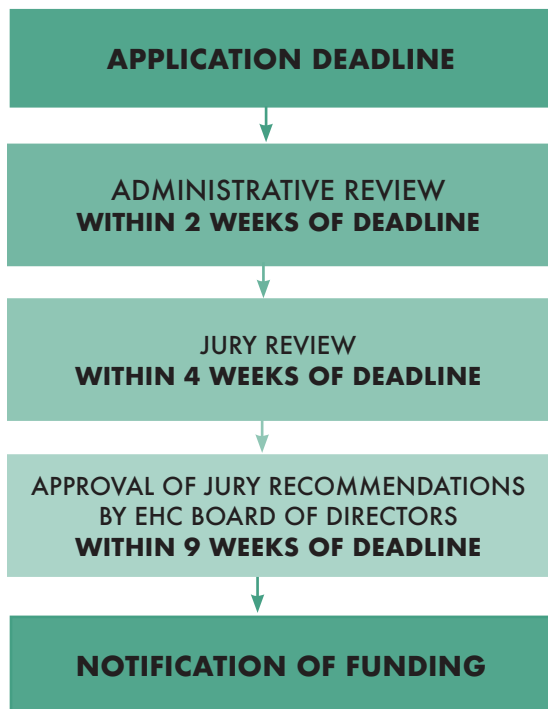 APPLICATION DEADLINE
ADMINISTRATIVE REVIEW
WITHIN 2 WEEKS OF DEADLINE
JURY REVIEW
WITHIN 4 WEEKS OF DEADLINE
APPROVAL OF JURY RECOMMENDATIONS
BY EHC BOARD OF DIRECTORS
WITHIN 9 WEEKS OF DEADLINE
NOTIFICATION OF FUNDING